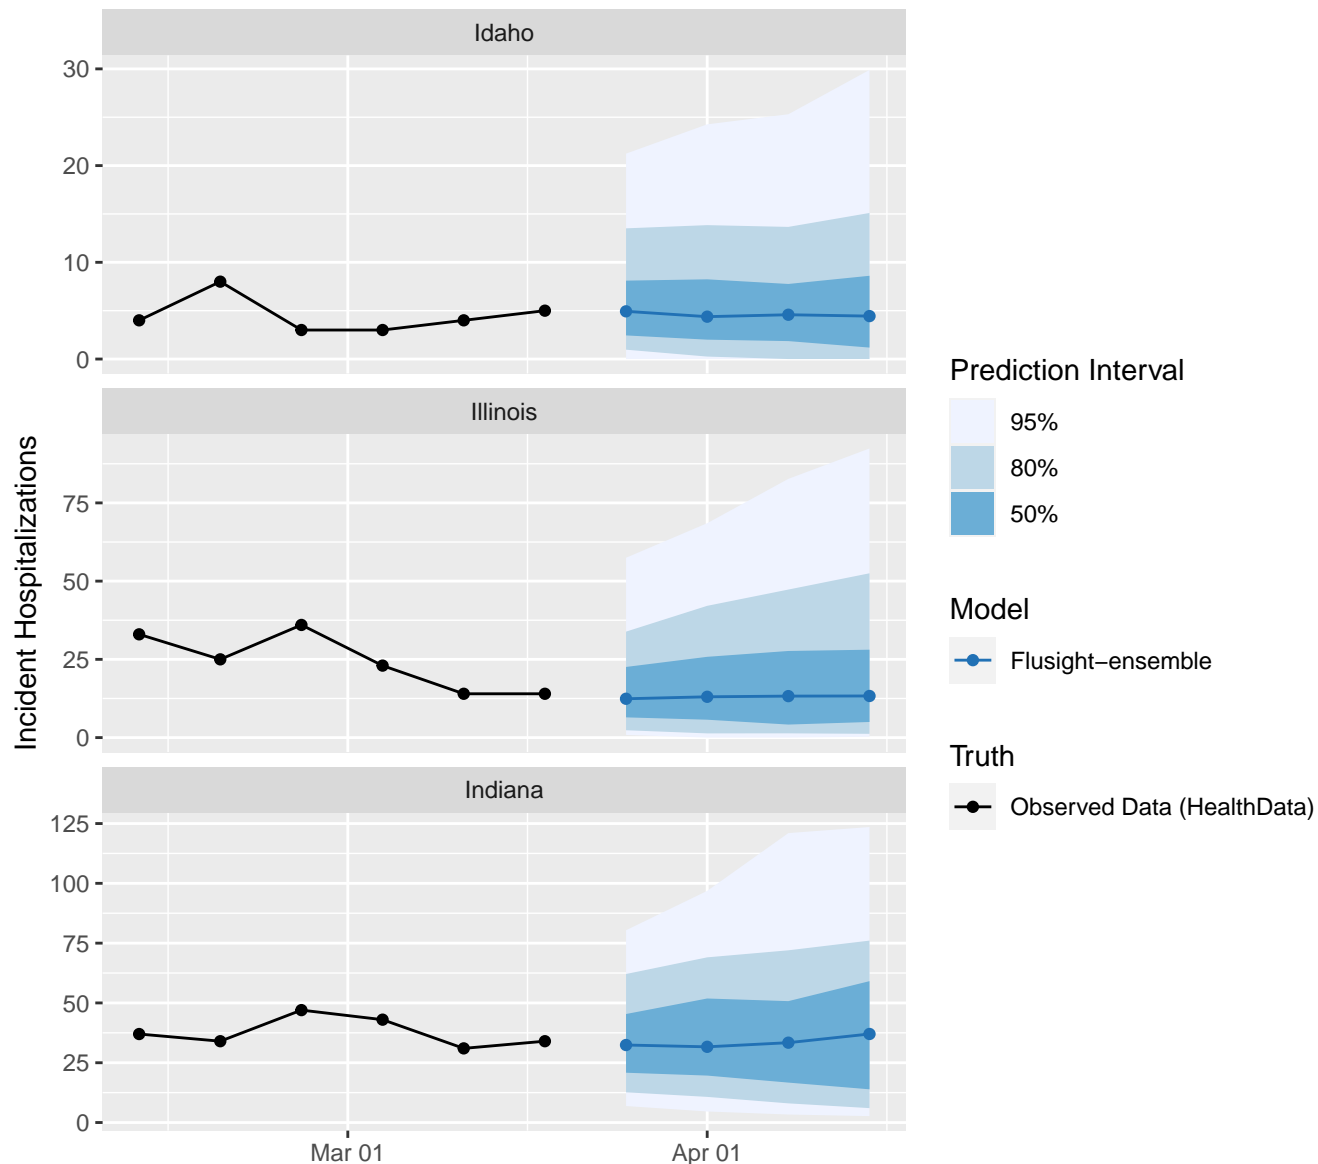 Idaho
30
20
10
0
Illinois
75
50
25
0
Indiana
125
100
75
50
25
0
Mar 01
Apr 01
Incident Hospitalizations
Prediction Interval
95%
80%
50%
Model
Flusight−ensemble
Truth
Observed Data (HealthData)